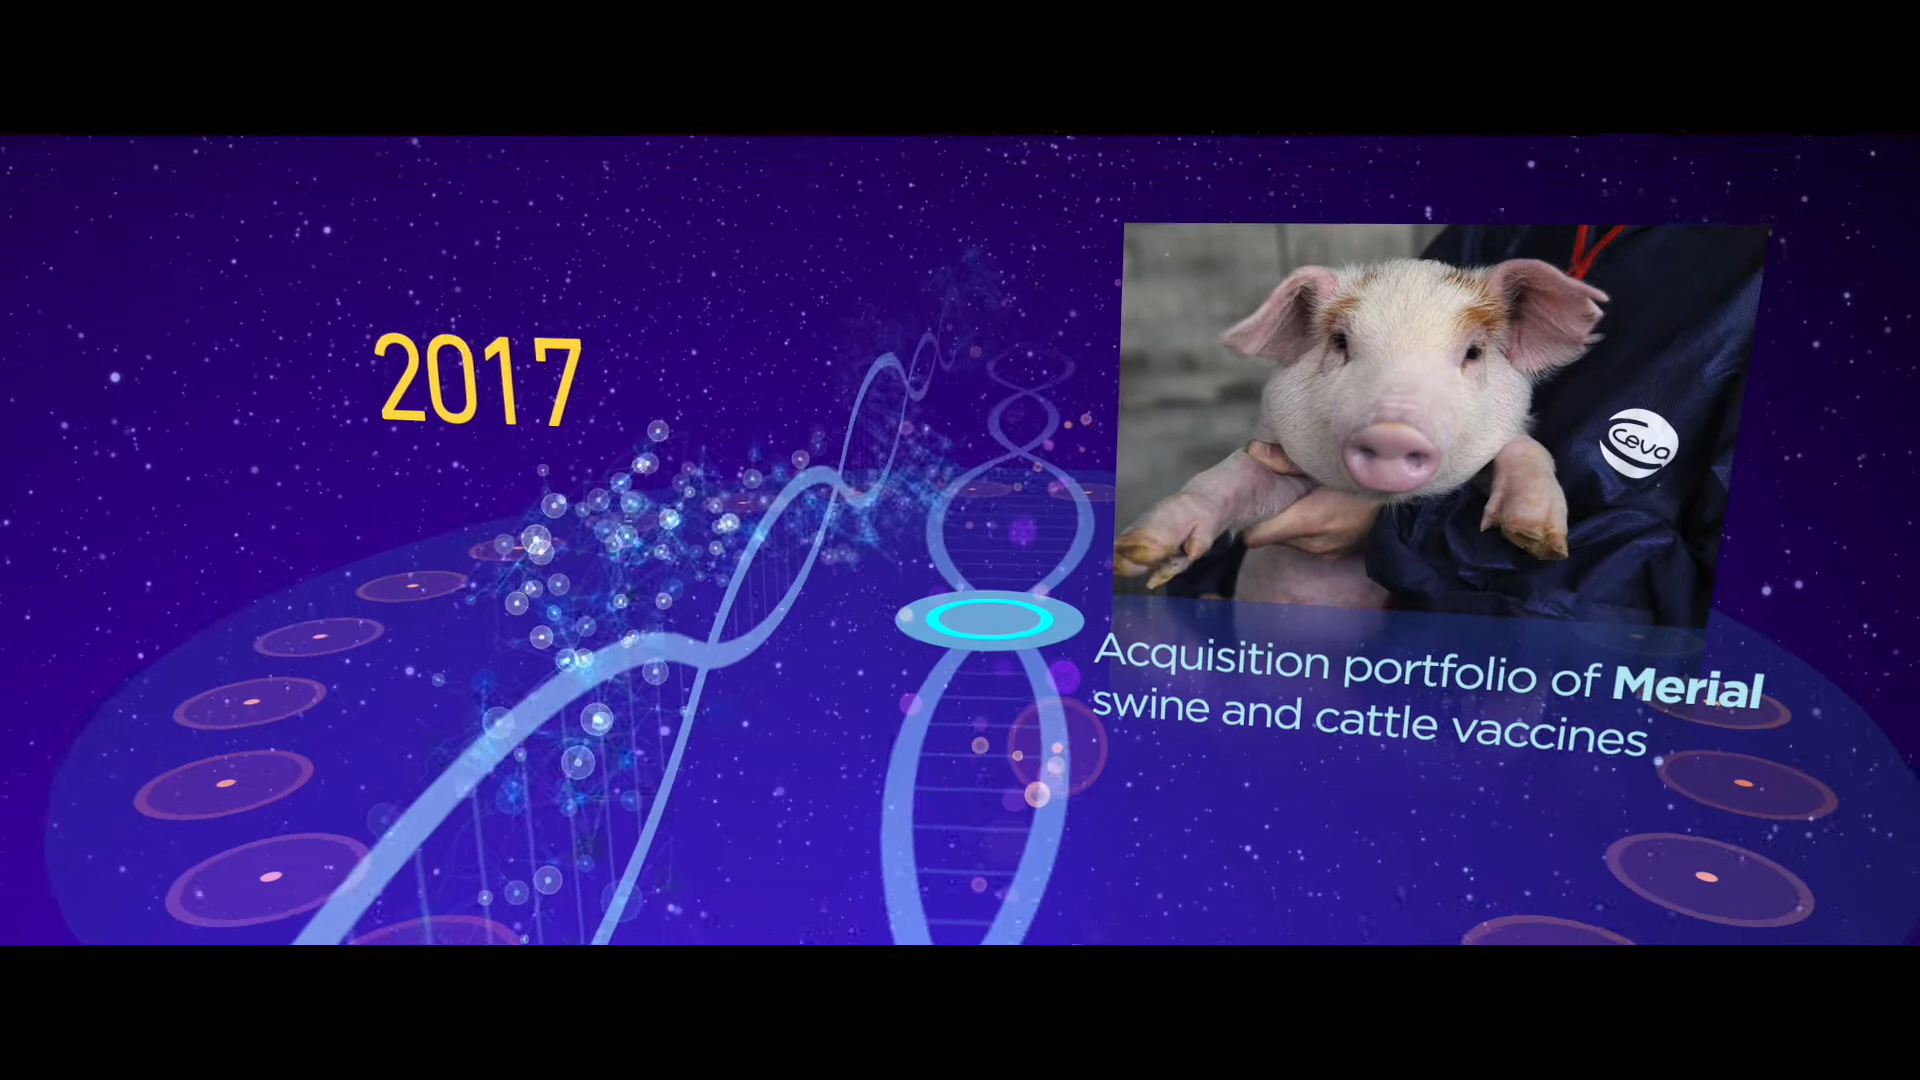 2017
ceva
Acquisition portfolio of Merial
swine and cattle vaccines